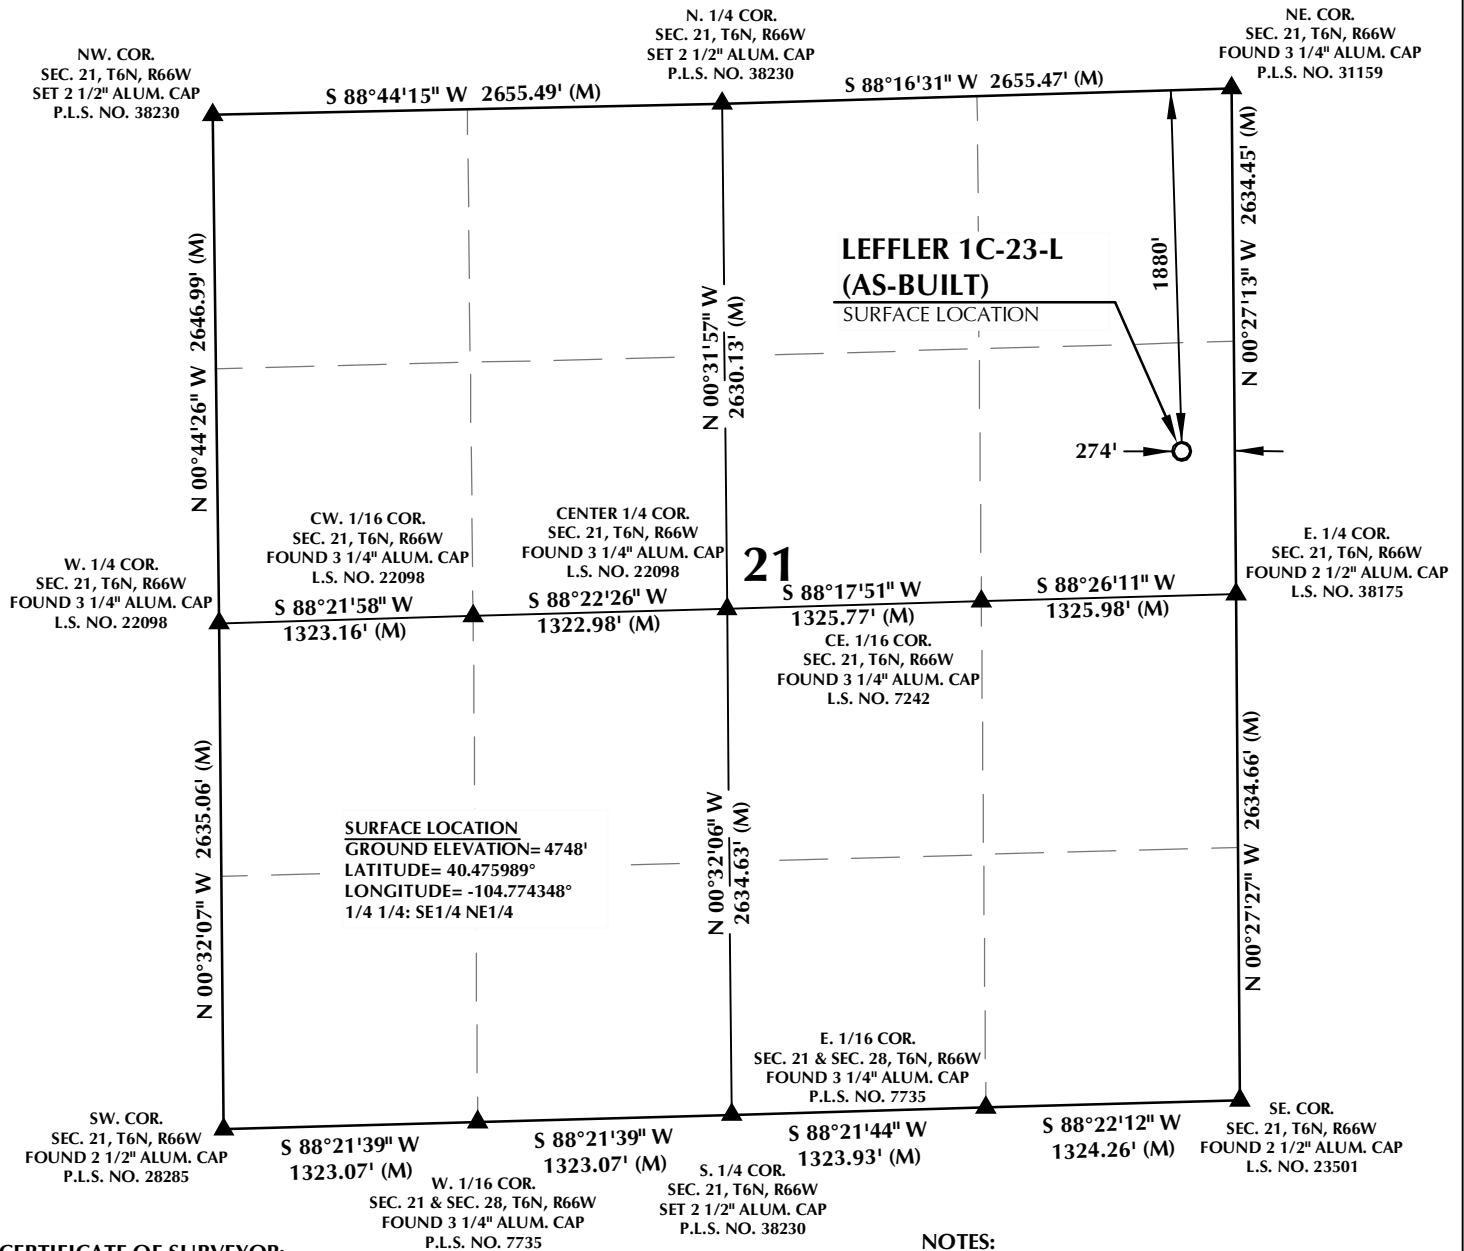 N. 1/4 COR.
SEC. 21, T6N, R66W
SET 2 1/2" ALUM. CAP
P.L.S. NO. 38230
NE. COR.
SEC. 21, T6N, R66W
FOUND 3 1/4" ALUM. CAP
P.L.S. NO. 31159
NW. COR.
SEC. 21, T6N, R66W
SET 2 1/2" ALUM. CAP
P.L.S. NO. 38230
S 88°44'15" W 2655.49' (M)
S 88°16'31" W 2655.47' (M)
N 00°44'26" W 2646.99' (M)
N 00°31'57" W
2630.13' (M)
N 00°27'13" W 2634.45' (M)
1880'
LEFFLER 1C-23-L
(AS-BUILT)
SURFACE LOCATION
274'
W. 1/4 COR.
SEC. 21, T6N, R66W
FOUND 3 1/4" ALUM. CAP
L.S. NO. 22098
CW. 1/16 COR.
SEC. 21, T6N, R66W
FOUND 3 1/4" ALUM. CAP
L.S. NO. 22098
CENTER 1/4 COR.
SEC. 21, T6N, R66W
FOUND 3 1/4" ALUM. CAP
L.S. NO. 22098
21
E. 1/4 COR.
SEC. 21, T6N, R66W
FOUND 2 1/2" ALUM. CAP
L.S. NO. 38175
S 88°21'58" W
1323.16' (M)
S 88°22'26" W
1322.98' (M)
S 88°17'51" W
1325.77' (M)
S 88°26'11" W
1325.98' (M)
CE. 1/16 COR.
SEC. 21, T6N, R66W
FOUND 3 1/4" ALUM. CAP
L.S. NO. 7242
N 00°32'07" W 2635.06' (M)
N 00°32'06" W
2634.63' (M)
N 00°27'27" W 2634.66' (M)
SURFACE LOCATION
GROUND ELEVATION= 4748'
LATITUDE= 40.475989°
LONGITUDE= -104.774348°
1/4 1/4: SE1/4 NE1/4
E. 1/16 COR.
SEC. 21 & SEC. 28, T6N, R66W
FOUND 3 1/4" ALUM. CAP
P.L.S. NO. 7735
SW. COR.
SEC. 21, T6N, R66W
FOUND 2 1/2" ALUM. CAP
P.L.S. NO. 28285
S 88°21'39" W
1323.07' (M)
S 88°21'39" W
1323.07' (M)
S 88°21'44" W
1323.93' (M)
S 88°22'12" W
1324.26' (M)
SE. COR.
SEC. 21, T6N, R66W
FOUND 2 1/2" ALUM. CAP
L.S. NO. 23501
W. 1/16 COR.
SEC. 21 & SEC. 28, T6N, R66W
FOUND 3 1/4" ALUM. CAP
P.L.S. NO. 7735
S. 1/4 COR.
SEC. 21, T6N, R66W
SET 2 1/2" ALUM. CAP
P.L.S. NO. 38230
CERTIFICATE OF SURVEYOR:
NOTES: